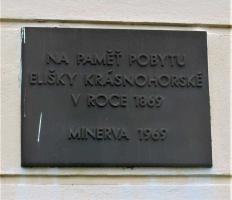 NA PAMĚŤ POBYTU
ELIŠKY KRÁSNOHORSKÉ
V ROCE 1869
MINERVA 1969